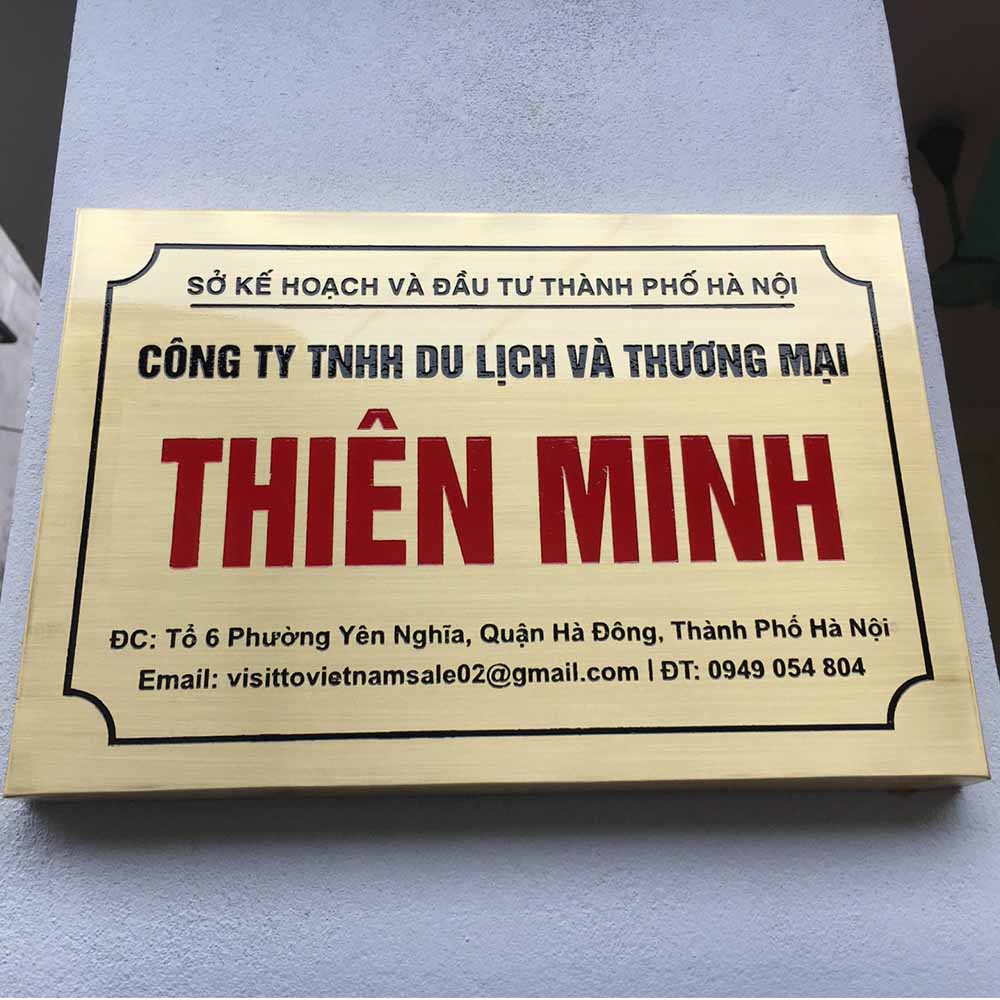 SỞ KẾ HOẠCH VÀ ĐẦU TƯ THÀNH PHỐ HÀ NỘI
CÔNG TY TNHH DU LỊCH VÀ THƯƠNG MẠI
THIÊN MINH
ĐC: Tổ 6 Phường Yên Nghĩa, Quận Hà Đông, Thành Phố Hà Nội
Email: visittovietnamsale02@gmail.com | ĐT: 0949 054 804